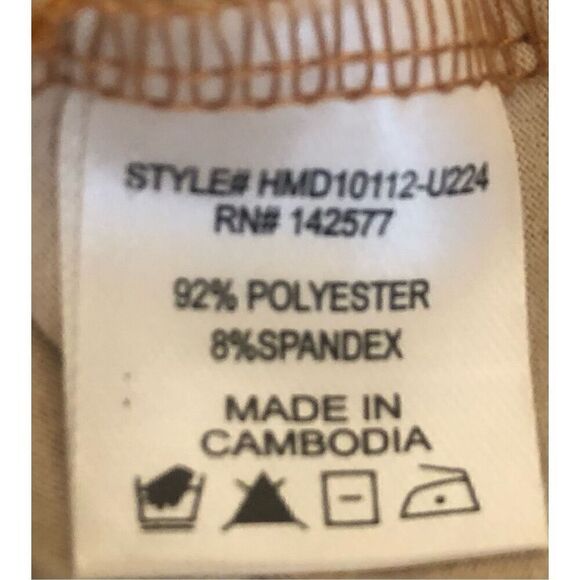 STYLE# HMD10112-U224
RN# 142577
92% POLYESTER
8%SPANDEX
MADE IN
CAMBODIA